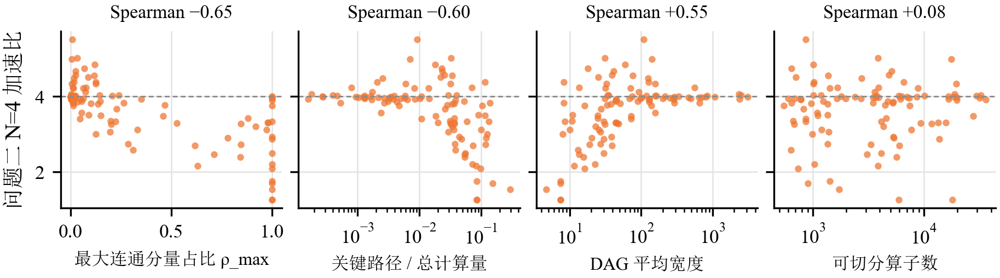 Spearman −0.65
Spearman −0.60
Spearman +0.55
Spearman +0.08
问题二 N=4 加速比
4
2
0.0 0.5 1.0
10⁻³ 10⁻² 10⁻¹
10¹ 10² 10³
10³ 10⁴
最大连通分量占比 ρ_max
关键路径 / 总计算量
DAG 平均宽度
可切分算子数